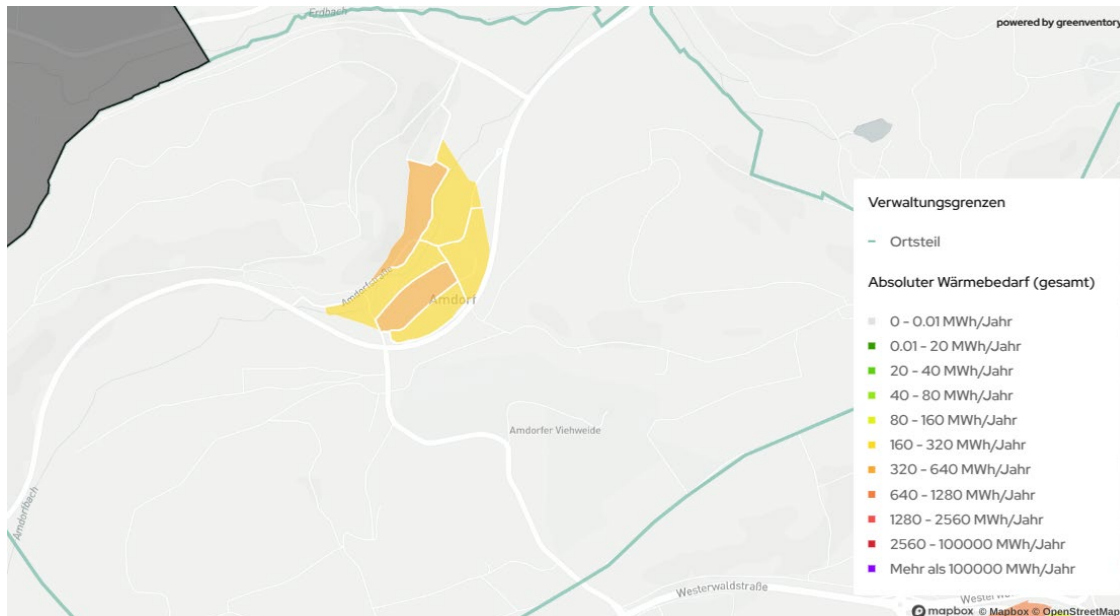 Erdbach
powered by greenventory
Verwaltungsgrenzen
Ortsteil
Absoluter Wärmebedarf (gesamt)
0 - 0.01 MWh/Jahr
0.01 - 20 MWh/Jahr
20 - 40 MWh/Jahr
40 - 80 MWh/Jahr
80 - 160 MWh/Jahr
160 - 320 MWh/Jahr
320 - 640 MWh/Jahr
640 - 1280 MWh/Jahr
1280 - 2560 MWh/Jahr
2560 - 100000 MWh/Jahr
Mehr als 100000 MWh/Jahr
Amdorfstraße
Amdorf
Amdorfer Viehweide
Amdorfbach
Westerwaldstraße
mapbox © Mapbox © OpenStreetMap